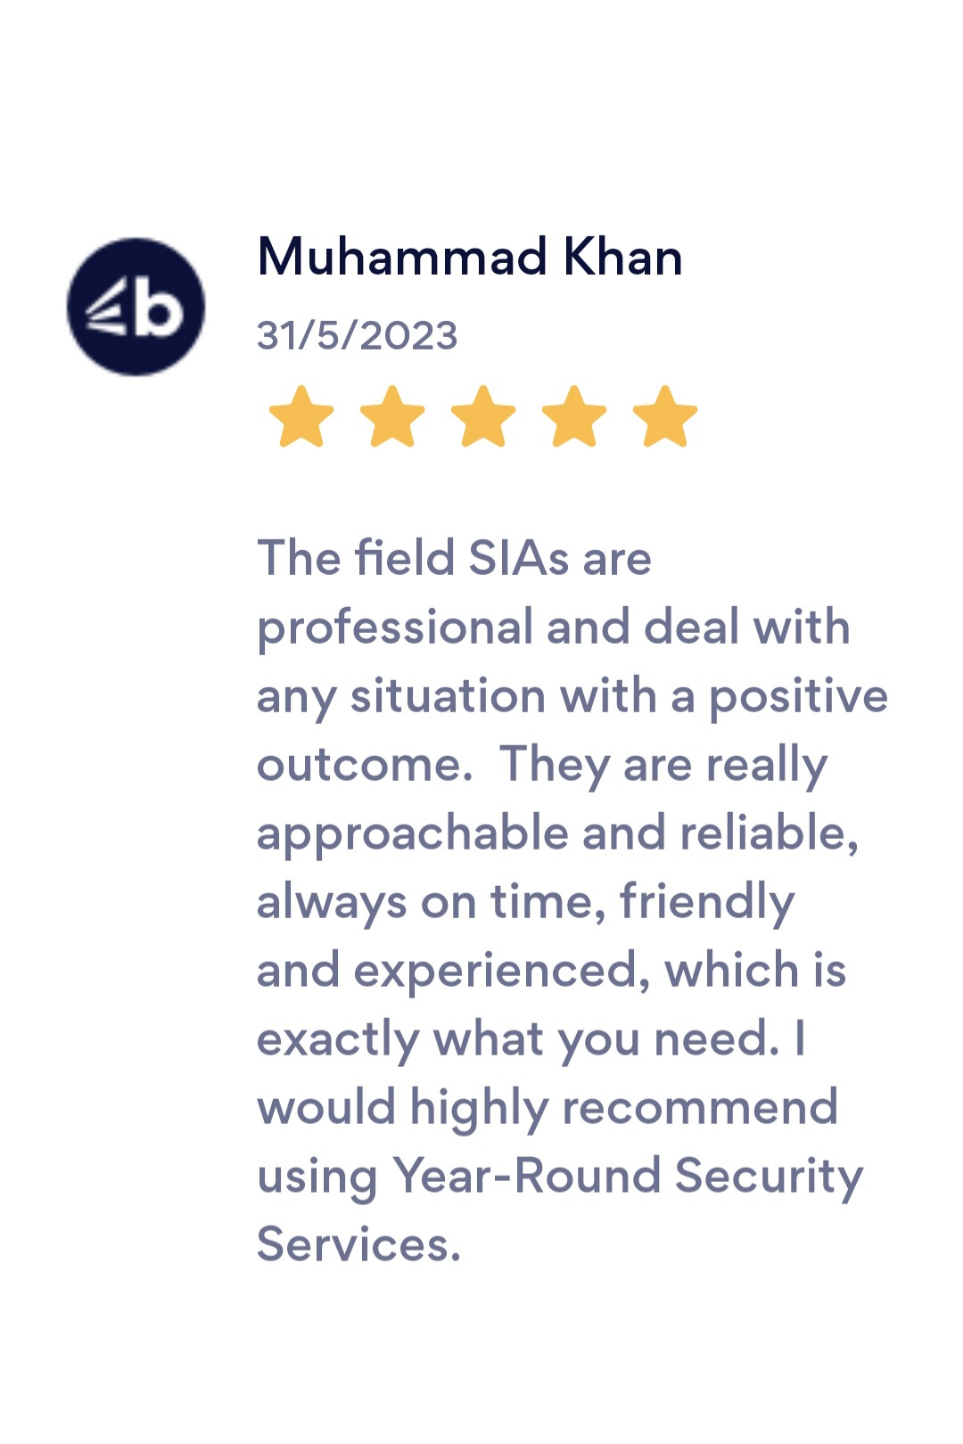 b
Muhammad Khan
31/5/2023
The field SIAs are
professional and deal with
any situation with a positive
outcome.  They are really
approachable and reliable,
always on time, friendly
and experienced, which is
exactly what you need. I
would highly recommend
using Year-Round Security
Services.